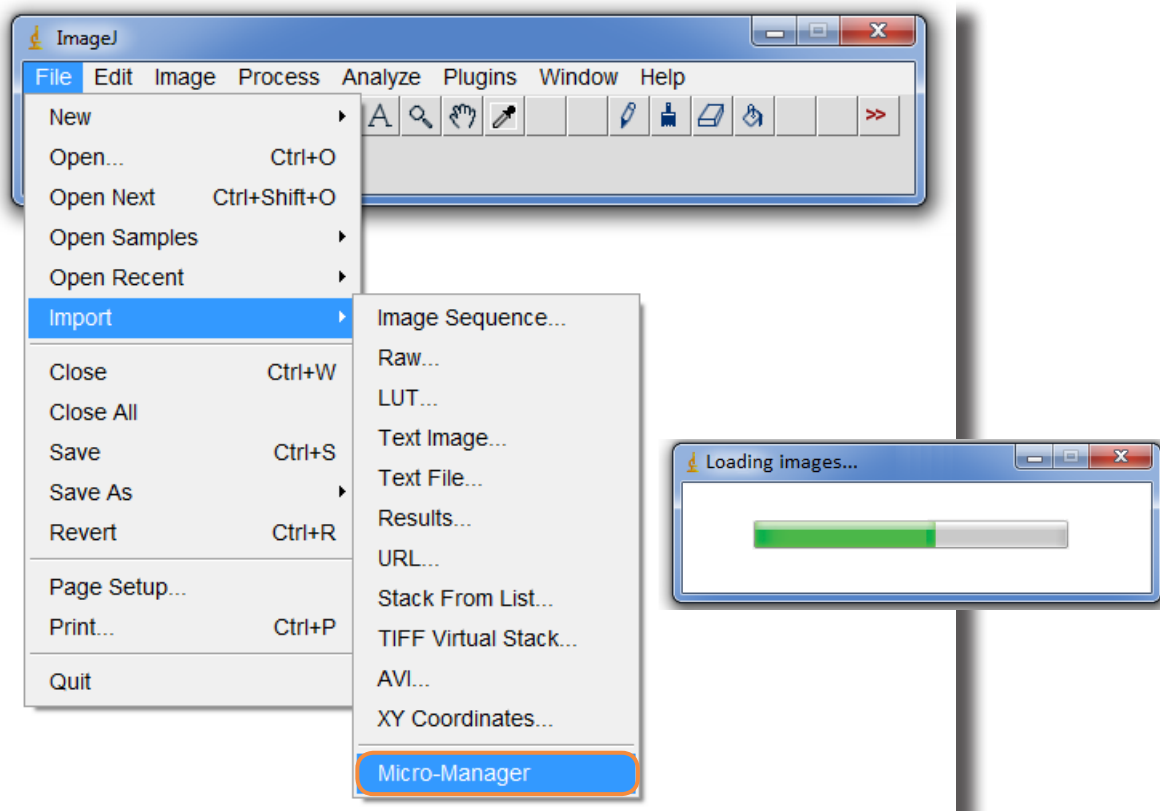 ImageJ
File Edit Image Process Analyze Plugins Window Help
A >>
New
Open... Ctrl+O
Open Next Ctrl+Shift+O
Open Samples
Open Recent
Import
Close Ctrl+W
Close All
Save Ctrl+S
Save As
Revert Ctrl+R
Page Setup...
Print... Ctrl+P
Quit
Image Sequence...
Raw...
LUT...
Text Image...
Text File...
Results...
URL...
Stack From List...
TIFF Virtual Stack...
AVI...
XY Coordinates...
Micro-Manager
Loading images...